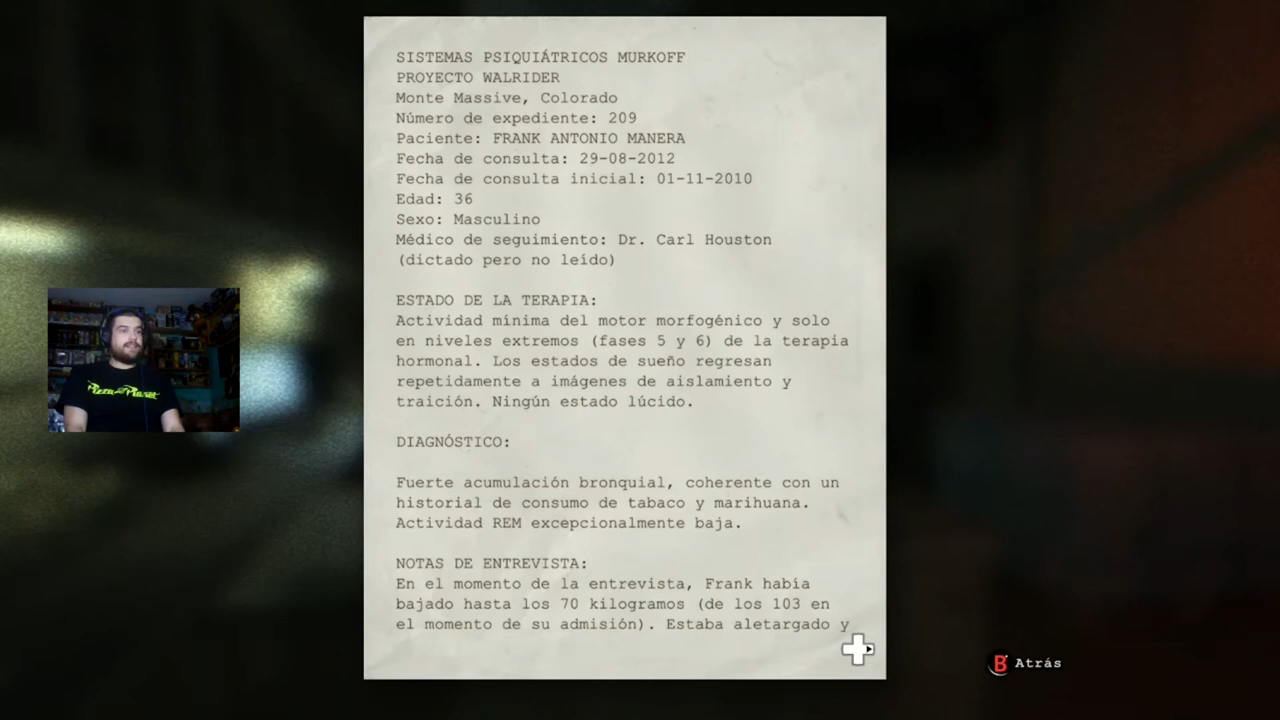 SISTEMAS PSIQUIÁTRICOS MURKOFF
PROYECTO WALRIDER
Monte Massive, Colorado
Número de expediente: 209
Paciente: FRANK ANTONIO MANERA
Fecha de consulta: 29-08-2012
Fecha de consulta inicial: 01-11-2010
Edad: 36
Sexo: Masculino
Médico de seguimiento: Dr. Carl Houston
(dictado pero no leído)
ESTADO DE LA TERAPIA:
Actividad mínima del motor morfogénico y solo
en niveles extremos (fases 5 y 6) de la terapia
hormonal. Los estados de sueño regresan
repetidamente a imágenes de aislamiento y
traición. Ningún estado lúcido.
DIAGNÓSTICO:
Fuerte acumulación bronquial, coherente con un
historial de consumo de tabaco y marihuana.
Actividad REM excepcionalmente baja.
NOTAS DE ENTREVISTA:
En el momento de la entrevista, Frank había
bajado hasta los 70 kilogramos (de los 103 en
el momento de su admisión). Estaba aletargado y
B Atrás
Pizza Planet